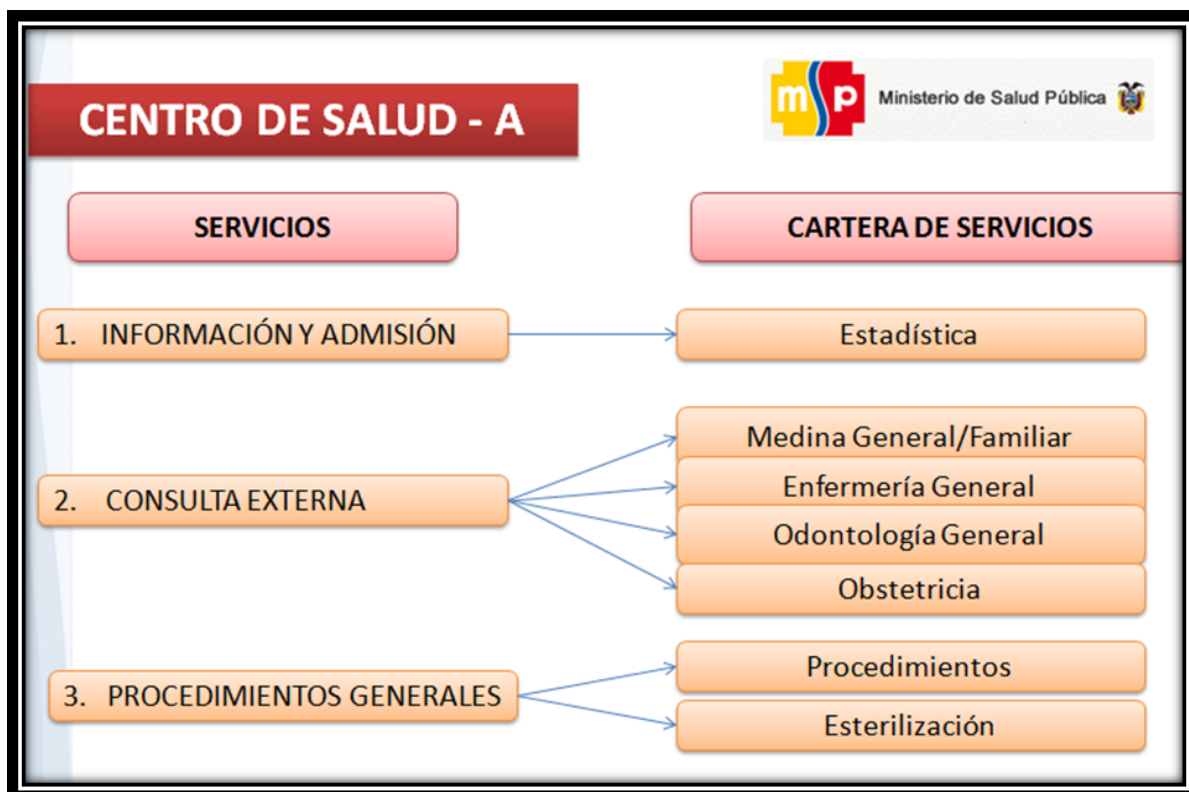 CENTRO DE SALUD - A
msp
Ministerio de Salud Pública
SERVICIOS
CARTERA DE SERVICIOS
1. INFORMACIÓN Y ADMISIÓN
Estadística
2. CONSULTA EXTERNA
Medina General/Familiar
Enfermería General
Odontología General
Obstetricia
3. PROCEDIMIENTOS GENERALES
Procedimientos
Esterilización